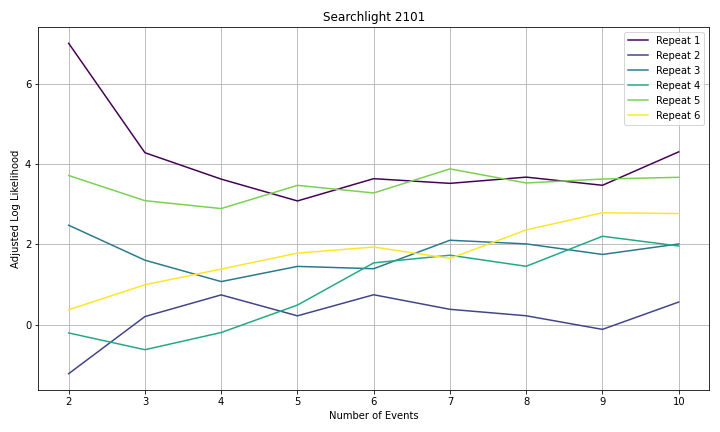 Searchlight 2101
Adjusted Log Likelihood
6
4
2
0
Repeat 1
Repeat 2
Repeat 3
Repeat 4
Repeat 5
Repeat 6
2 3 4 5 6 7 8 9 10
Number of Events